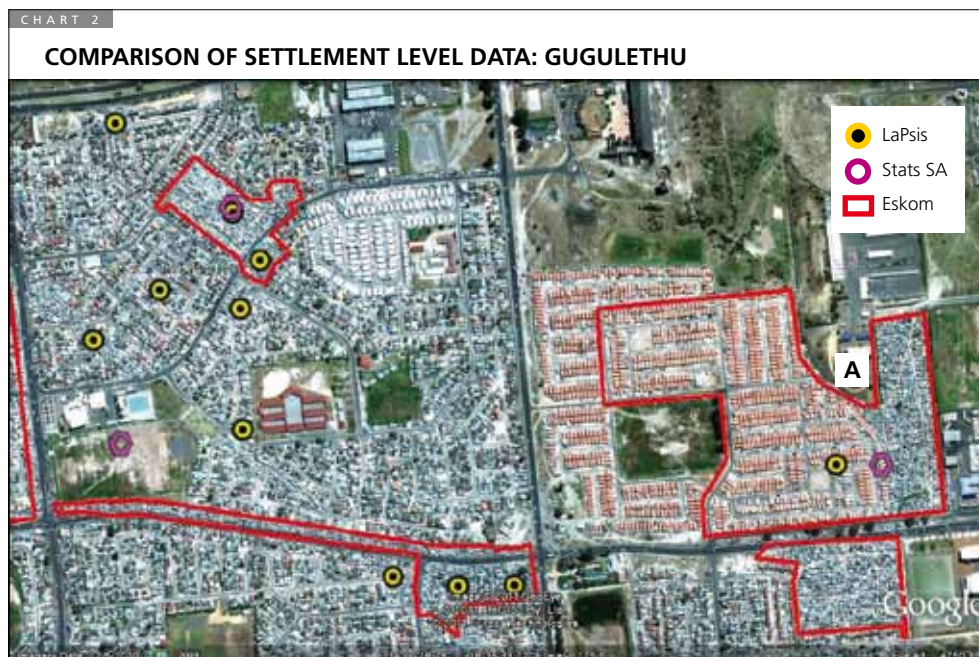 CHART 2
COMPARISON OF SETTLEMENT LEVEL DATA: GUGULETHU
LaPsis
Stats SA
Eskom
A
Google